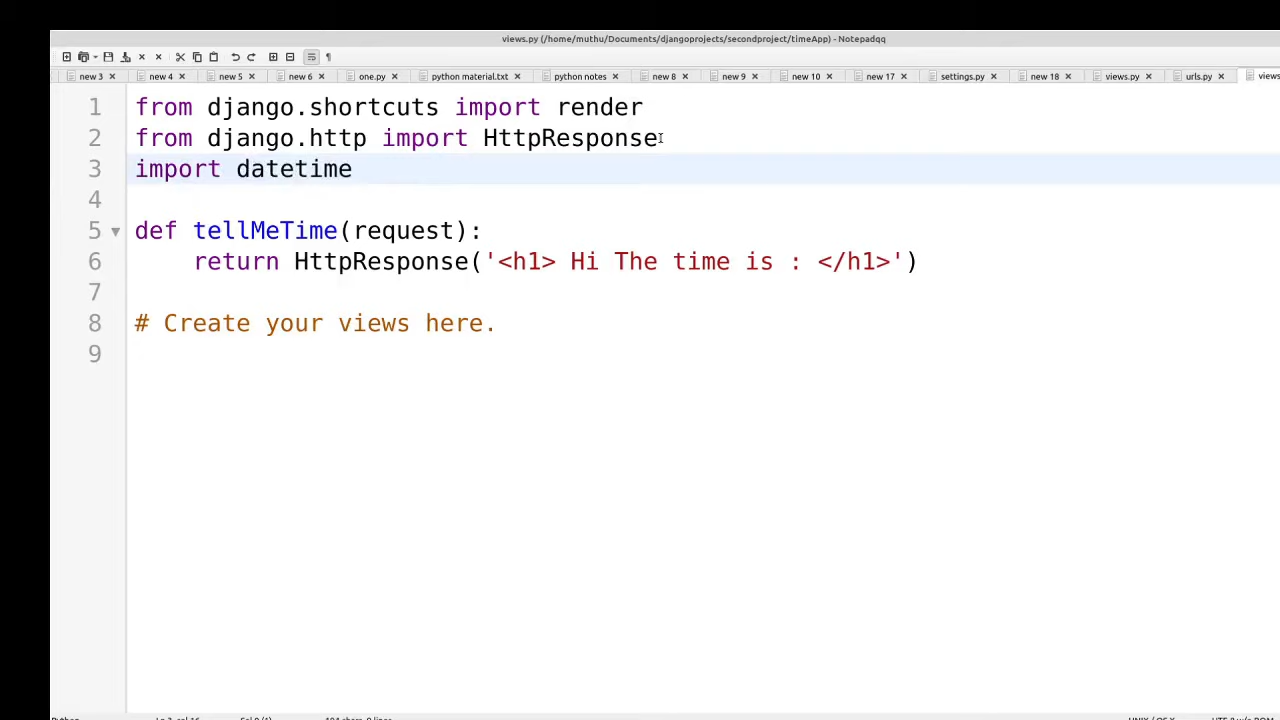 views.py (/home/muthu/Documents/djangoprojects/secondproject/timeApp) - Notepadqq
new 3 new 4 new 5 new 6 one.py python material.txt python notes new 8 new 9 new 10 new 17 settings.py new 18 views.py urls.py views
1 from django.shortcuts import render
2 from django.http import HttpResponse
3 import datetime
4
5 def tellMeTime(request):
6 return HttpResponse('<h1> Hi The time is : </h1>')
7
8 # Create your views here.
9